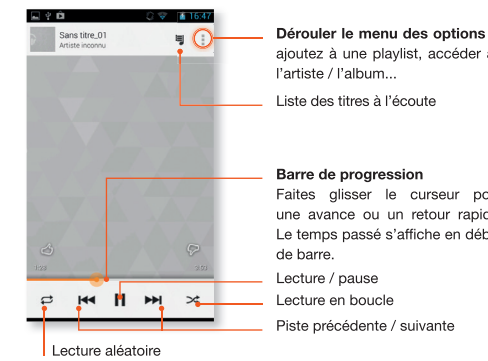 16:47
Sans titre_01
Artiste inconnu
1:28
3:53
Dérouler le menu des options
ajoutez à une playlist, accéder à
l'artiste / l'album...
Liste des titres à l'écoute
Barre de progression
Faites glisser le curseur po
une avance ou un retour rapid
Le temps passé s'affiche en déb
de barre.
Lecture / pause
Lecture en boucle
Piste précédente / suivante
Lecture aléatoire